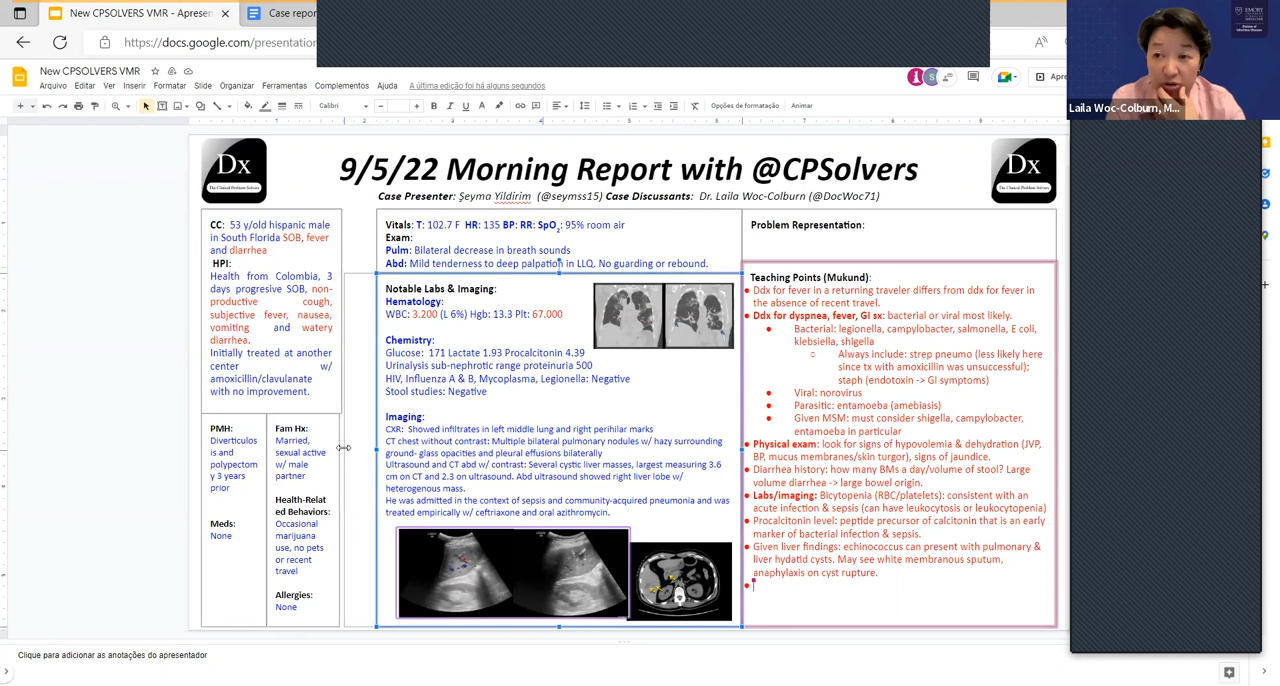 New CPSOLVERS VMR - Apresen
Case repor
https://docs.google.com/presentation
EMORY
New CPSOLVERS VMR
Arquivo Editar Ver Inserir Formatar Slide Organizar Ferramentas Complementos Ajuda A última edição foi há alguns segundos
Apre
Laila Woc-Colburn, M...
Calibri
Opções de formatação Animar
Dx
The Clinical Problem Solvers
9/5/22 Morning Report with @CPSolvers
Case Presenter: Şeyma Yildirim (@seymss15) Case Discussants: Dr. Laila Woc-Colburn (@DocWoc71)
Dx
The Clinical Problem Solvers
CC: 53 y/old hispanic male
in South Florida SOB, fever
and diarrhea
HPI:
Health from Colombia, 3
days progresive SOB, non-
productive cough,
subjective fever, nausea,
vomiting and watery
diarrhea.
Initially treated at another
center w/
amoxicillin/clavulanate
with no improvement.
PMH:
Diverticulos
is and
polypectom
y 3 years
prior
Meds:
None
Fam Hx:
Married,
sexual active
w/ male
partner
Health-Relat
ed Behaviors:
Occasional
marijuana
use, no pets
or recent
travel
Allergies:
None
Vitals: T: 102.7 F HR: 135 BP: RR: SpO2: 95% room air
Exam:
Pulm: Bilateral decrease in breath sounds
Abd: Mild tenderness to deep palpation in LLQ. No guarding or rebound.
Notable Labs & Imaging:
Hematology:
WBC: 3.200 (L 6%) Hgb: 13.3 Plt: 67.000
Chemistry:
Glucose: 171 Lactate 1.93 Procalcitonin 4.39
Urinalysis sub-nephrotic range proteinuria 500
HIV, Influenza A & B, Mycoplasma, Legionella: Negative
Stool studies: Negative
Imaging:
CXR: Showed infiltrates in left middle lung and right perihilar marks
CT chest without contrast: Multiple bilateral pulmonary nodules w/ hazy surrounding
ground- glass opacities and pleural effusions bilaterally
Ultrasound and CT abd w/ contrast: Several cystic liver masses, largest measuring 3.6
cm on CT and 2.3 on ultrasound. Abd ultrasound showed right liver lobe w/
heterogenous mass.
He was admitted in the context of sepsis and community-acquired pneumonia and was
treated empirically w/ ceftriaxone and oral azithromycin.
Problem Representation:
Teaching Points (Mukund):
● Ddx for fever in a returning traveler differs from ddx for fever in
the absence of recent travel.
● Ddx for dyspnea, fever, GI sx: bacterial or viral most likely.
● Bacterial: legionella, campylobacter, salmonella, E coli,
klebsiella, shigella
○ Always include: strep pneumo (less likely here
since tx with amoxicillin was unsuccessful);
staph (endotoxin -> GI symptoms)
● Viral: norovirus
● Parasitic: entamoeba (amebiasis)
● Given MSM: must consider shigella, campylobacter,
entamoeba in particular
● Physical exam: look for signs of hypovolemia & dehydration (JVP,
BP, mucus membranes/skin turgor), signs of jaundice.
● Diarrhea history: how many BMs a day/volume of stool? Large
volume diarrhea -> large bowel origin.
● Labs/imaging: Bicytopenia (RBC/platelets): consistent with an
acute infection & sepsis (can have leukocytosis or leukocytopenia)
● Procalcitonin level: peptide precursor of calcitonin that is an early
marker of bacterial infection & sepsis.
● Given liver findings: echinococcus can present with pulmonary &
liver hydatid cysts. May see white membranous sputum,
anaphylaxis on cyst rupture.
●
Clique para adicionar as anotações do apresentador